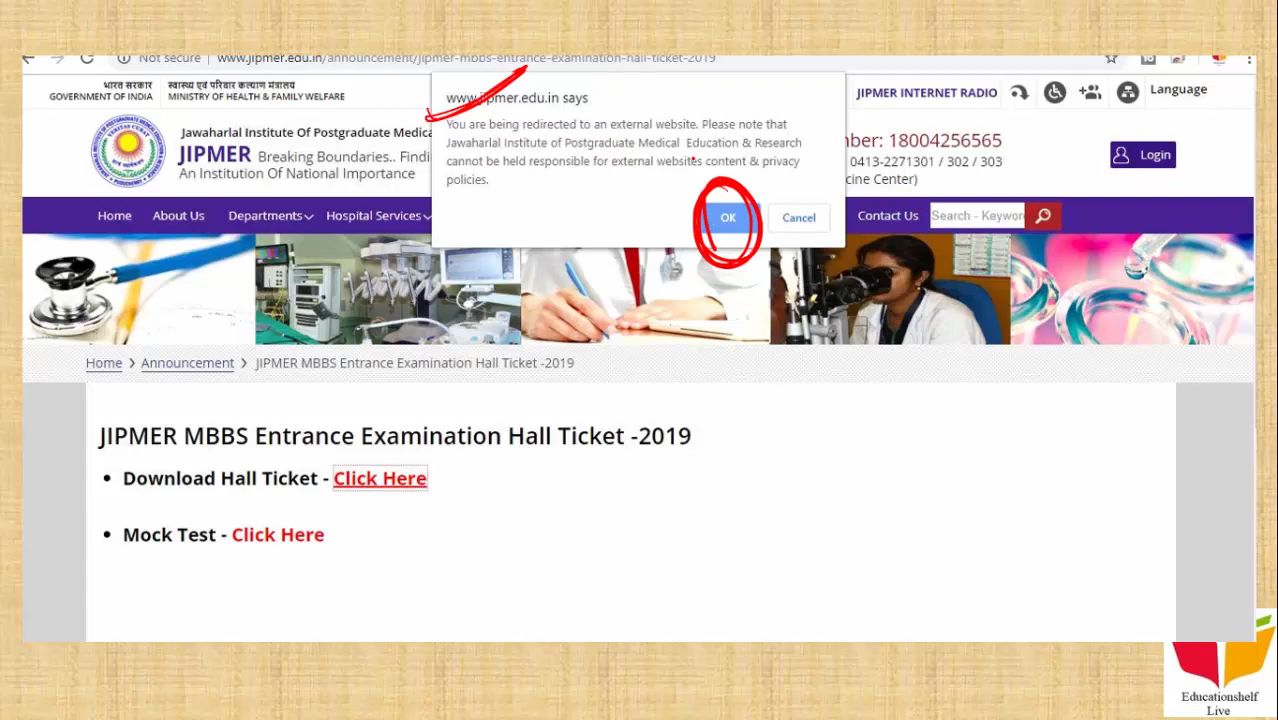 Not secure | www.jipmer.edu.in/announcement/jipmer-mbbs-entrance-examination-hall-ticket-2019
भारत सरकार
GOVERNMENT OF INDIA
स्वास्थ्य एवं परिवार कल्याण मंत्रालय
MINISTRY OF HEALTH & FAMILY WELFARE
www.jipmer.edu.in says
You are being redirected to an external website. Please note that
Jawaharlal Institute of Postgraduate Medical Education & Research
cannot be held responsible for external websites content & privacy
policies.
OK
Cancel
JIPMER INTERNET RADIO
Language
Jawaharlal Institute Of Postgraduate Medica
JIPMER Breaking Boundaries.. Findi
An Institution Of National Importance
nber: 18004256565
0413-2271301 / 302 / 303
cine Center)
Login
Home
About Us
Departments
Hospital Services
Contact Us
Search - Keywor
Home > Announcement > JIPMER MBBS Entrance Examination Hall Ticket -2019
JIPMER MBBS Entrance Examination Hall Ticket -2019
• Download Hall Ticket - Click Here
• Mock Test - Click Here
Educationshelf
Live